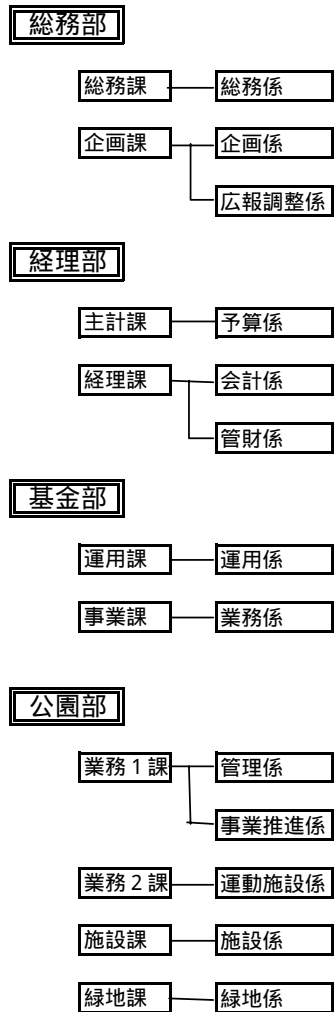 総務部
総務課 総務係
企画課 企画係
広報調整係
経理部
主計課 予算係
経理課 会計係
管財係
基金部
運用課 運用係
事業課 業務係
公園部
業務1課 管理係
事業推進係
業務2課 運動施設係
施設課 施設係
緑地課 緑地係